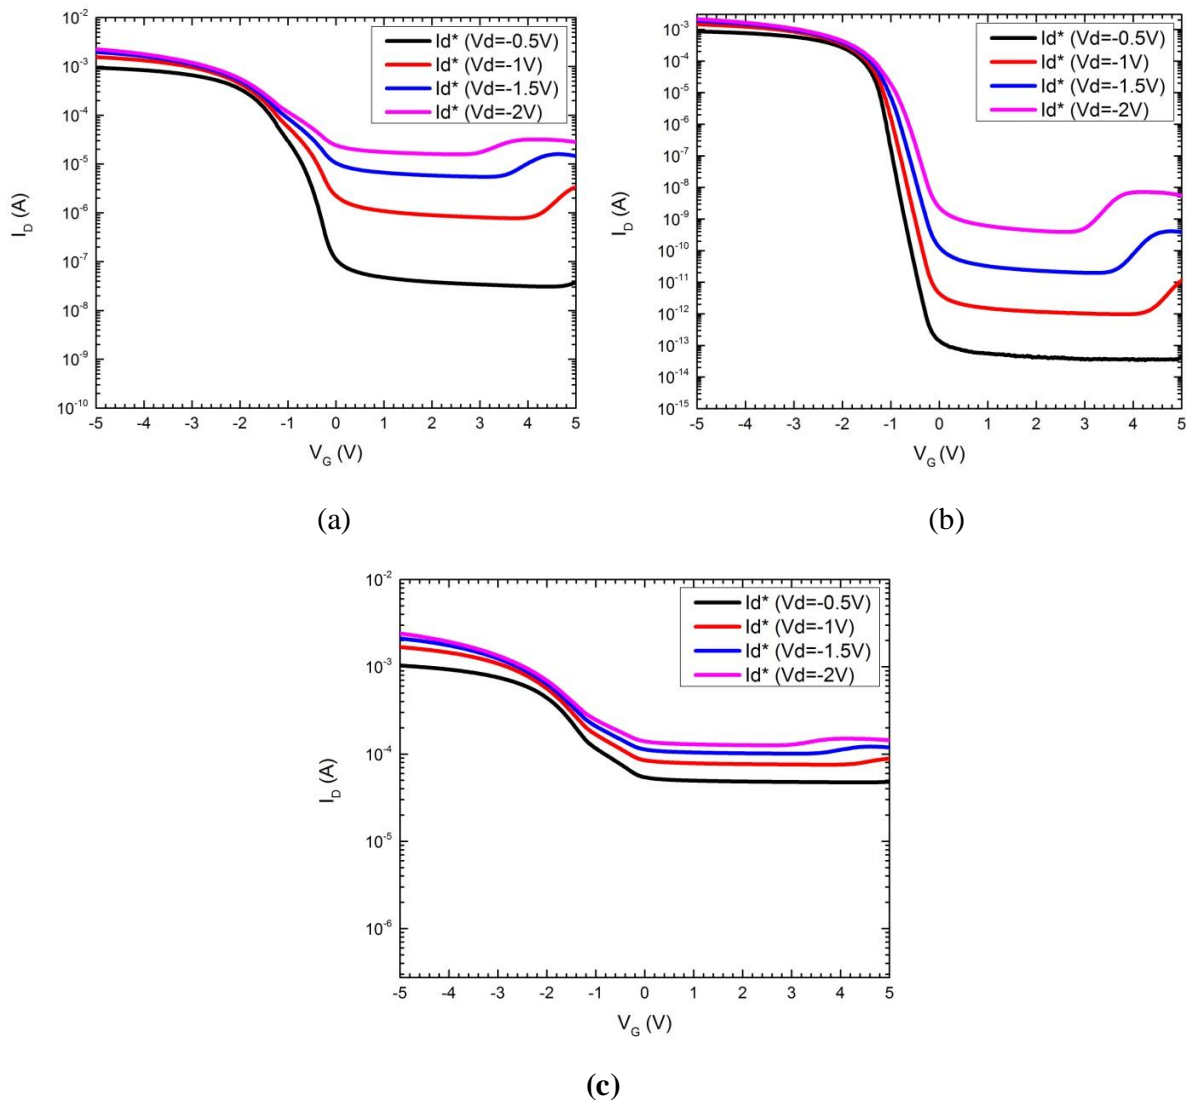 10^-2
10^-3
10^-4
10^-5
10^-6
10^-7
10^-8
10^-9
10^-10
I_D (A)
-5 -4 -3 -2 -1 0 1 2 3 4 5
V_G (V)
Id* (Vd=-0.5V)
Id* (Vd=-1V)
Id* (Vd=-1.5V)
Id* (Vd=-2V)
(a)
10^-3
10^-4
10^-5
10^-6
10^-7
10^-8
10^-9
10^-10
10^-11
10^-12
10^-13
10^-14
10^-15
I_D (A)
-5 -4 -3 -2 -1 0 1 2 3 4 5
V_G (V)
Id* (Vd=-0.5V)
Id* (Vd=-1V)
Id* (Vd=-1.5V)
Id* (Vd=-2V)
(b)
10^-2
10^-3
10^-4
10^-5
10^-6
I_D (A)
-5 -4 -3 -2 -1 0 1 2 3 4 5
V_G (V)
Id* (Vd=-0.5V)
Id* (Vd=-1V)
Id* (Vd=-1.5V)
Id* (Vd=-2V)
(c)